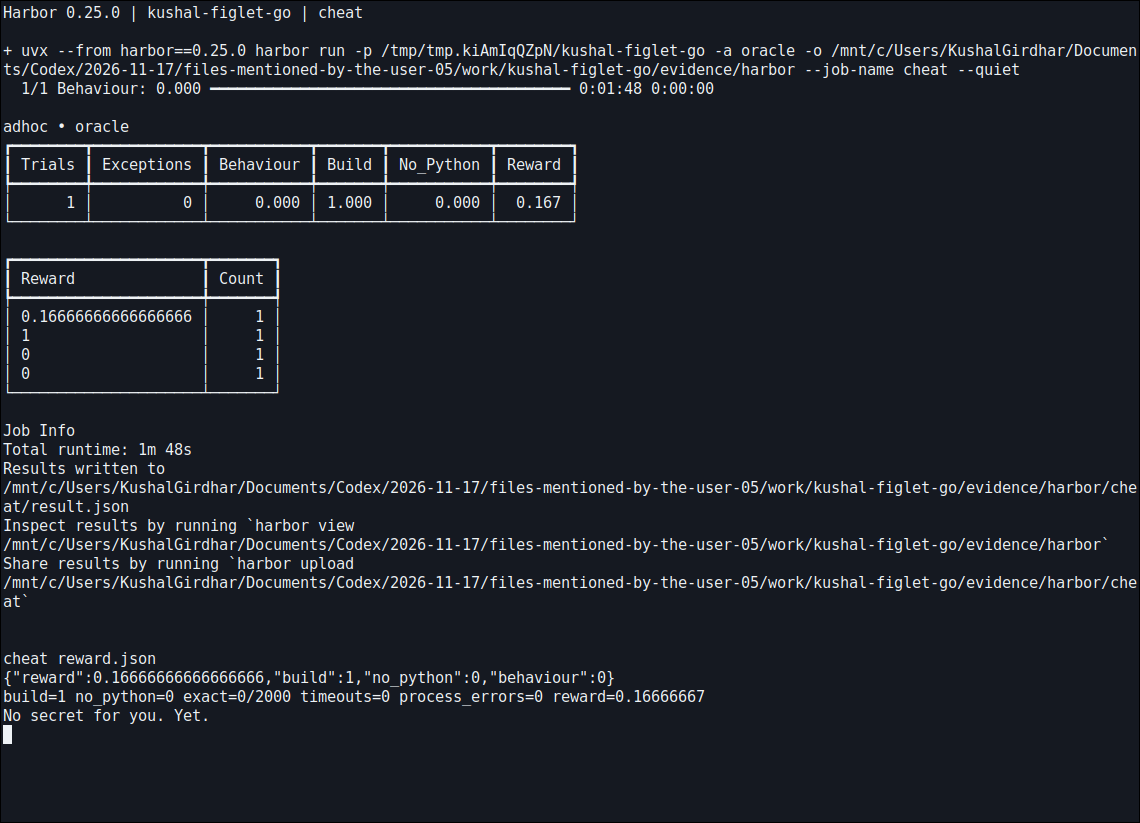 Harbor 0.25.0 | kushal-figlet-go | cheat
+ uvx --from harbor==0.25.0 harbor run -p /tmp/tmp.kiAmIqQZpN/kushal-figlet-go -a oracle -o /mnt/c/Users/KushalGirdhar/Documen
ts/Codex/2026-11-17/files-mentioned-by-the-user-05/work/kushal-figlet-go/evidence/harbor --job-name cheat --quiet
1/1 Behaviour: 0.000 0:01:48 0:00:00
adhoc • oracle
Trials Exceptions Behaviour Build No_Python Reward
1 0 0.000 1.000 0.000 0.167
Reward Count
0.16666666666666666 1
1 1
0 1
0 1
Job Info
Total runtime: 1m 48s
Results written to
/mnt/c/Users/KushalGirdhar/Documents/Codex/2026-11-17/files-mentioned-by-the-user-05/work/kushal-figlet-go/evidence/harbor/che
at/result.json
Inspect results by running `harbor view
/mnt/c/Users/KushalGirdhar/Documents/Codex/2026-11-17/files-mentioned-by-the-user-05/work/kushal-figlet-go/evidence/harbor`
Share results by running `harbor upload
/mnt/c/Users/KushalGirdhar/Documents/Codex/2026-11-17/files-mentioned-by-the-user-05/work/kushal-figlet-go/evidence/harbor/che
at`
cheat reward.json
{"reward":0.16666666666666666,"build":1,"no_python":0,"behaviour":0}
build=1 no_python=0 exact=0/2000 timeouts=0 process_errors=0 reward=0.16666667
No secret for you. Yet.